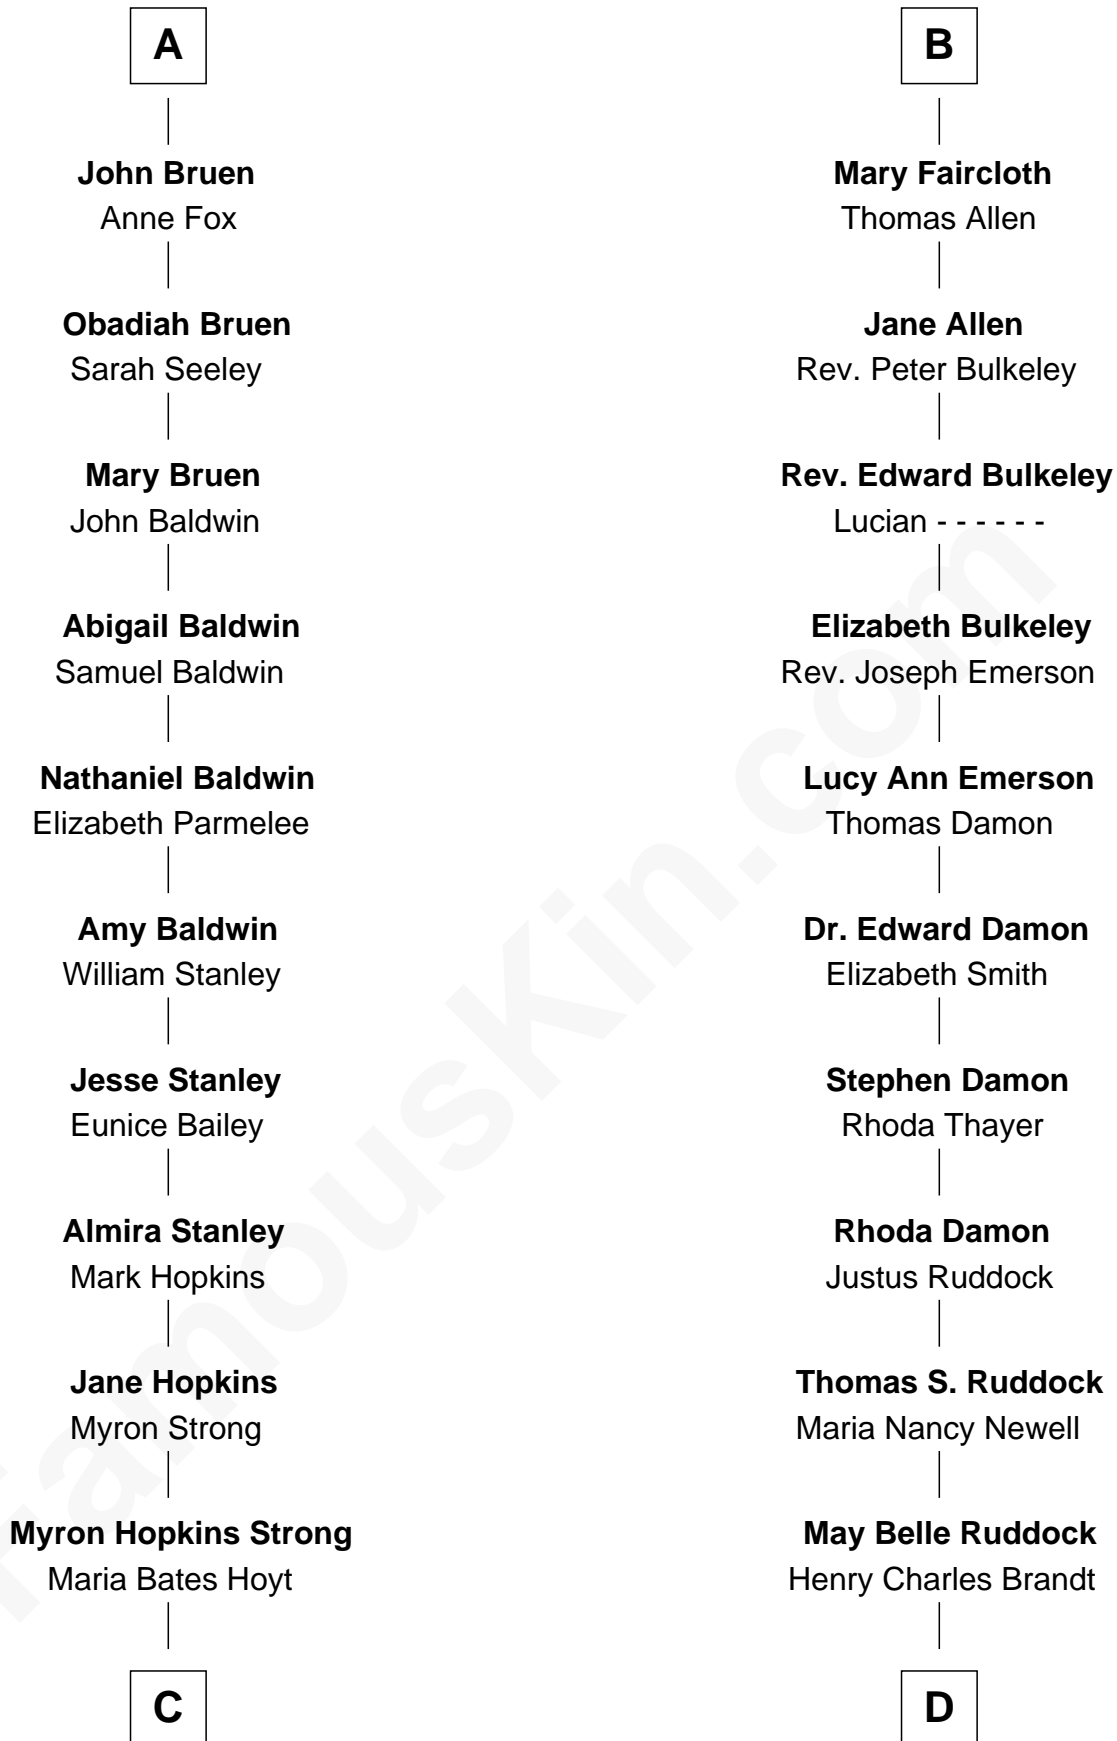 A
John Bruen
Anne Fox
Obadiah Bruen
Sarah Seeley
Mary Bruen
John Baldwin
Abigail Baldwin
Samuel Baldwin
Nathaniel Baldwin
Elizabeth Parmelee
Amy Baldwin
William Stanley
Jesse Stanley
Eunice Bailey
Almira Stanley
Mark Hopkins
Jane Hopkins
Myron Strong
Myron Hopkins Strong
Maria Bates Hoyt
C
B
Mary Faircloth
Thomas Allen
Jane Allen
Rev. Peter Bulkeley
Rev. Edward Bulkeley
Lucian - - - - - -
Elizabeth Bulkeley
Rev. Joseph Emerson
Lucy Ann Emerson
Thomas Damon
Dr. Edward Damon
Elizabeth Smith
Stephen Damon
Rhoda Thayer
Rhoda Damon
Justus Ruddock
Thomas S. Ruddock
Maria Nancy Newell
May Belle Ruddock
Henry Charles Brandt
D
FamousKin.com